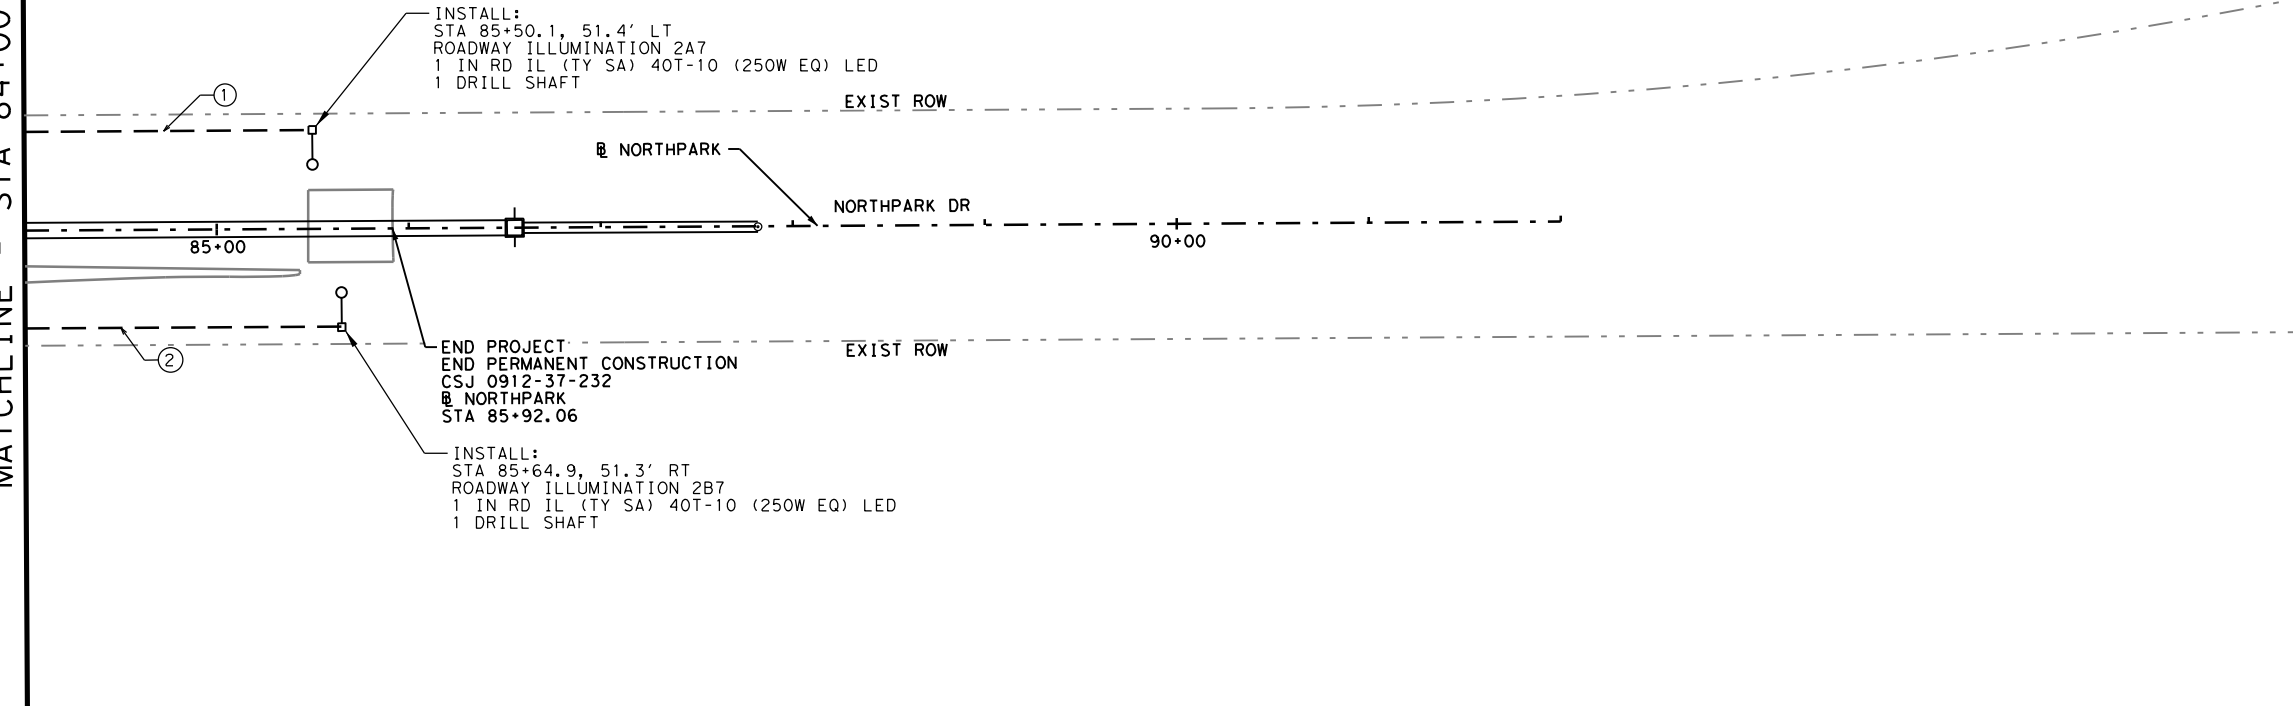 MATCHLINE - STA 84+00
INSTALL:
STA 85+50.1, 51.4' LT
ROADWAY ILLUMINATION 2A7
1 IN RD IL (TY SA) 40T-10 (250W EQ) LED
1 DRILL SHAFT
1
EXIST ROW
℄ NORTHPARK
NORTHPARK DR
85+00
90+00
2
END PROJECT
END PERMANENT CONSTRUCTION
CSJ 0912-37-232
℄ NORTHPARK
STA 85+92.06
EXIST ROW
INSTALL:
STA 85+64.9, 51.3' RT
ROADWAY ILLUMINATION 2B7
1 IN RD IL (TY SA) 40T-10 (250W EQ) LED
1 DRILL SHAFT